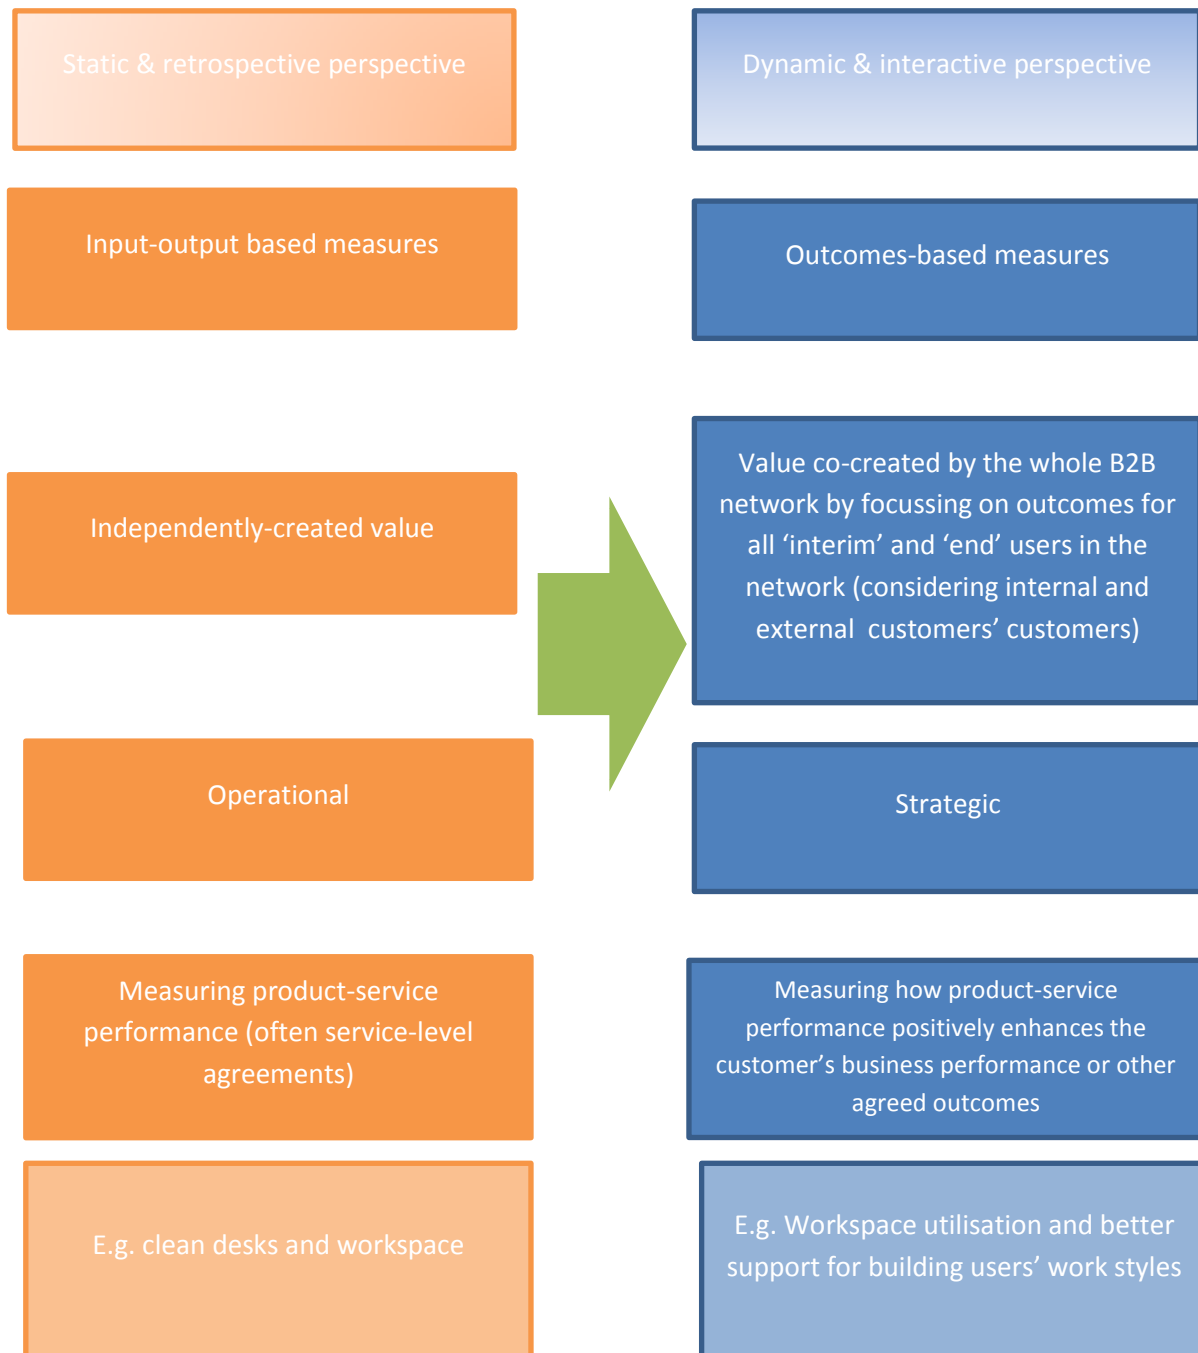 Static & retrospective perspective
Dynamic & interactive perspective
Input-output based measures
Outcomes-based measures
Independently-created value
Value co-created by the whole B2B
network by focussing on outcomes for
all ‘interim’ and ‘end’ users in the
network (considering internal and
external  customers’ customers)
Operational
Strategic
Measuring product-service
performance (often service-level
agreements)
Measuring how product-service
performance positively enhances the
customer’s business performance or other
agreed outcomes
E.g. clean desks and workspace
E.g. Workspace utilisation and better
support for building users’ work styles